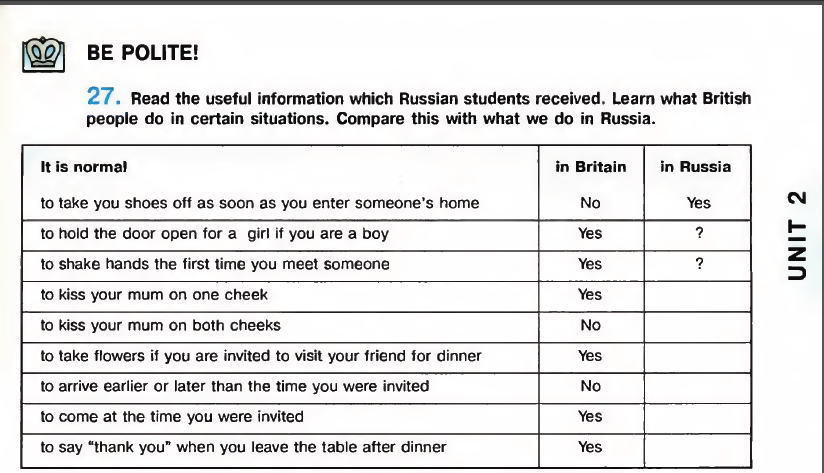 BE POLITE!
27. Read the useful information which Russian students received. Learn what British
people do in certain situations. Compare this with what we do in Russia.
It is normal in Britain in Russia
to take you shoes off as soon as you enter someone's home No Yes
to hold the door open for a girl if you are a boy Yes ?
to shake hands the first time you meet someone Yes ?
to kiss your mum on one cheek Yes
to kiss your mum on both cheeks No
to take flowers if you are invited to visit your friend for dinner Yes
to arrive earlier or later than the time you were invited No
to come at the time you were invited Yes
to say "thank you" when you leave the table after dinner Yes
UNIT 2